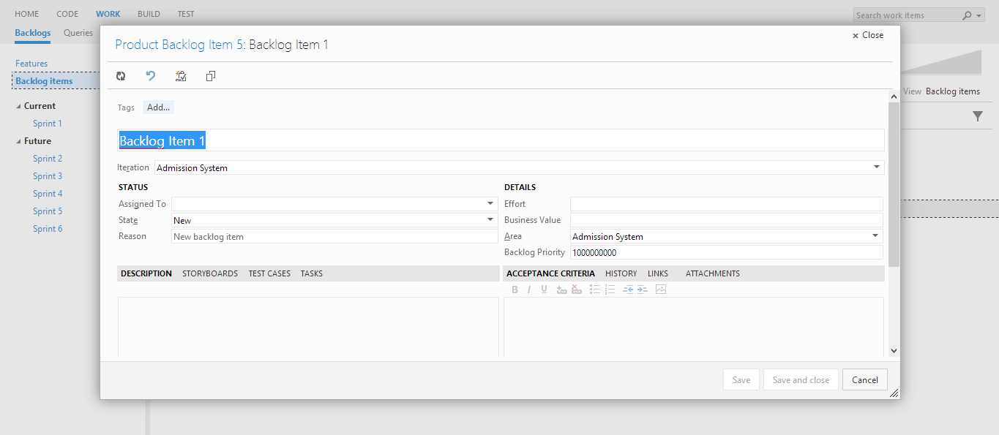 HOME CODE WORK BUILD TEST
Search work items
Backlogs Queries
Close
Product Backlog Item 5: Backlog Item 1
Features
Backlog items
Current
Sprint 1
Future
Sprint 2
Sprint 3
Sprint 4
Sprint 5
Sprint 6
View Backlog items
Tags Add...
Backlog Item 1
Iteration Admission System
STATUS
Assigned To
State New
Reason New backlog item
DETAILS
Effort
Business Value
Area Admission System
Backlog Priority 1000000000
DESCRIPTION STORYBOARDS TEST CASES TASKS
ACCEPTANCE CRITERIA HISTORY LINKS ATTACHMENTS
B I U
Save Save and close Cancel